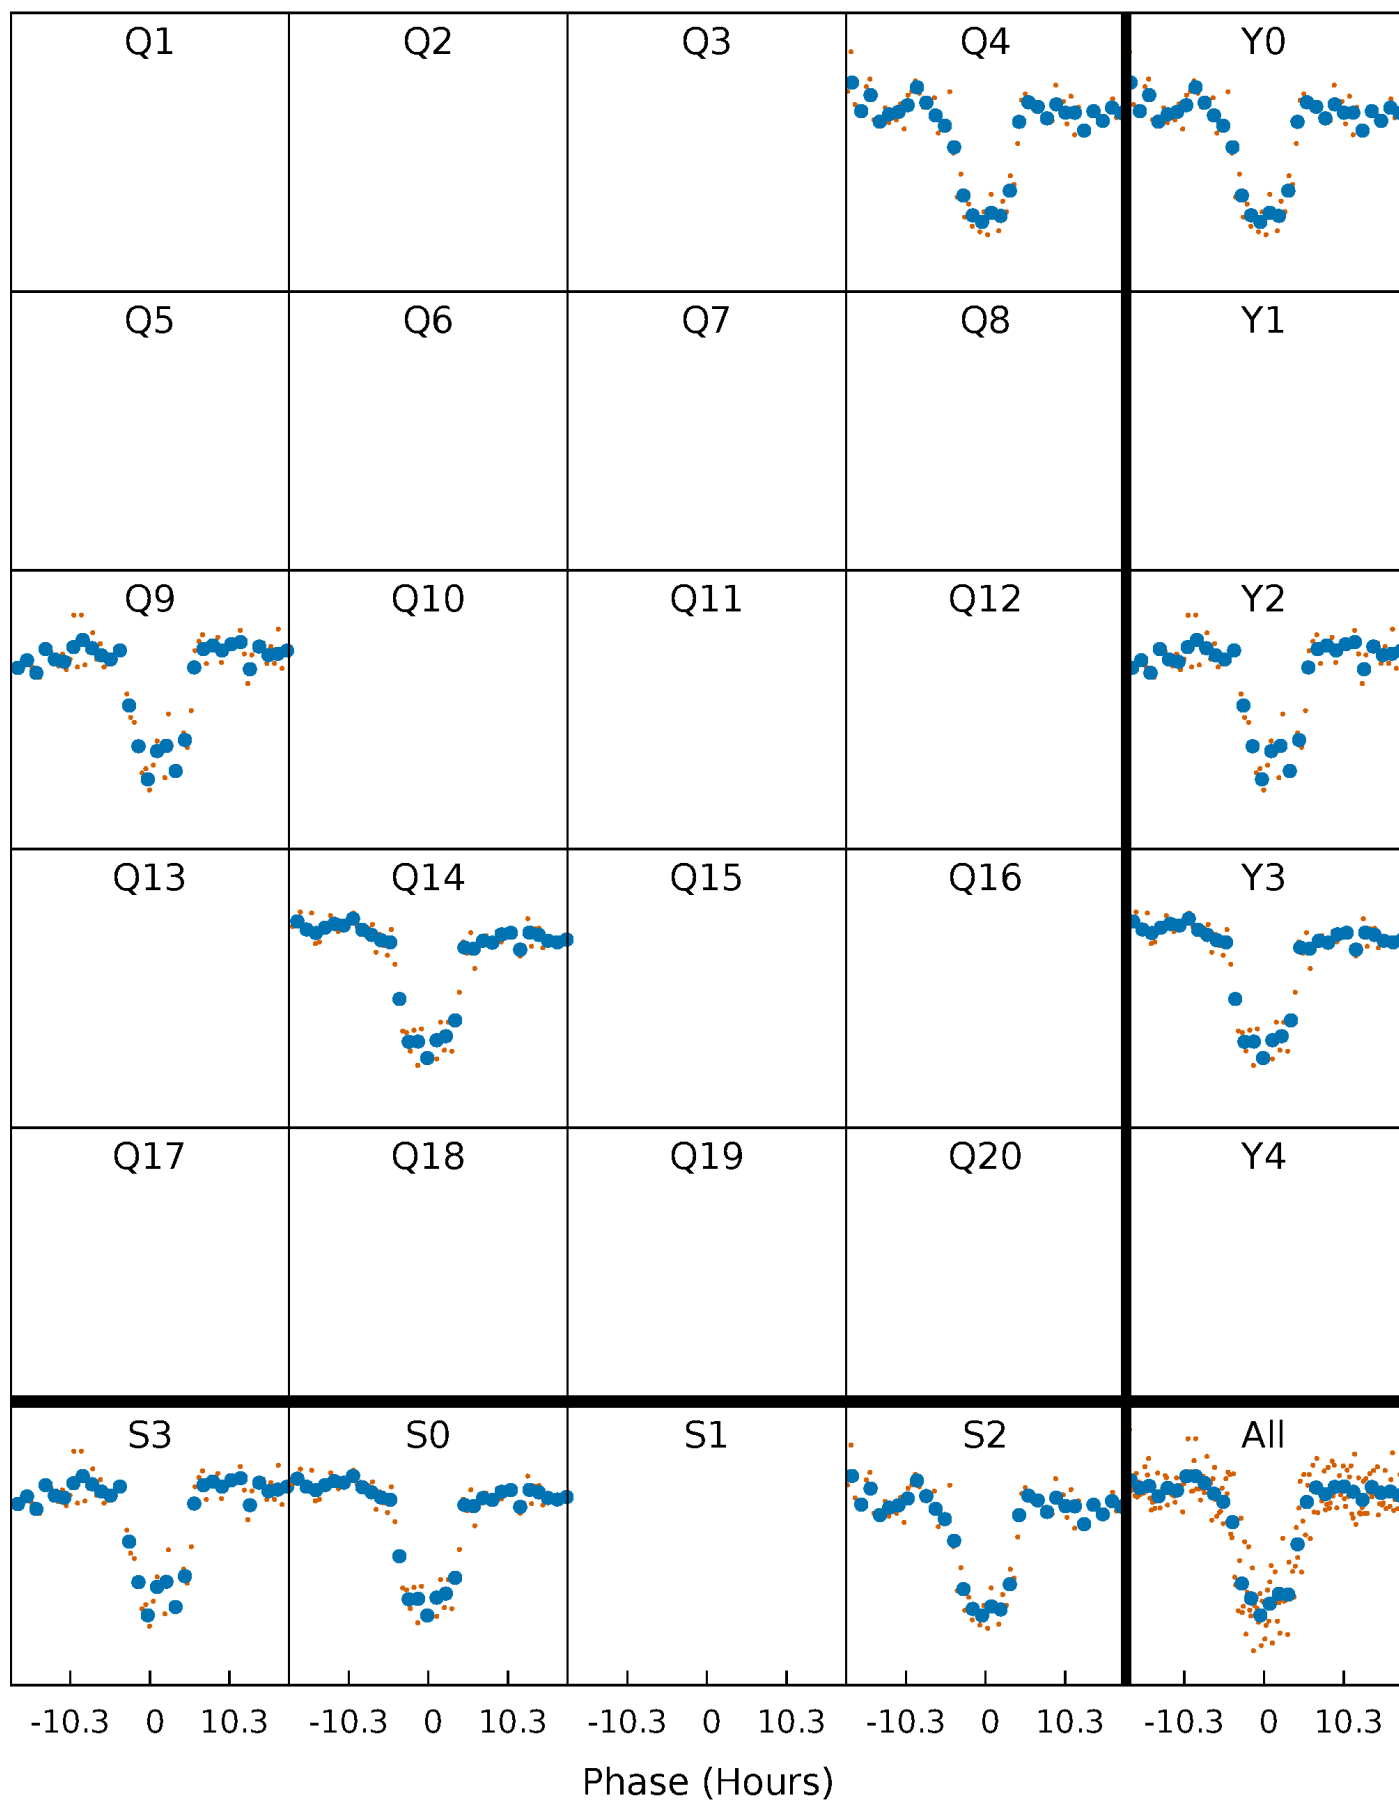 Q1 Q2 Q3 Q4 Y0
Q5 Q6 Q7 Q8 Y1
Q9 Q10 Q11 Q12 Y2
Q13 Q14 Q15 Q16 Y3
Q17 Q18 Q19 Q20 Y4
S3 S0 S1 S2 All
-10.3 0 10.3 -10.3 0 10.3 -10.3 0 10.3 -10.3 0 10.3 -10.3 0 10.3
Phase (Hours)